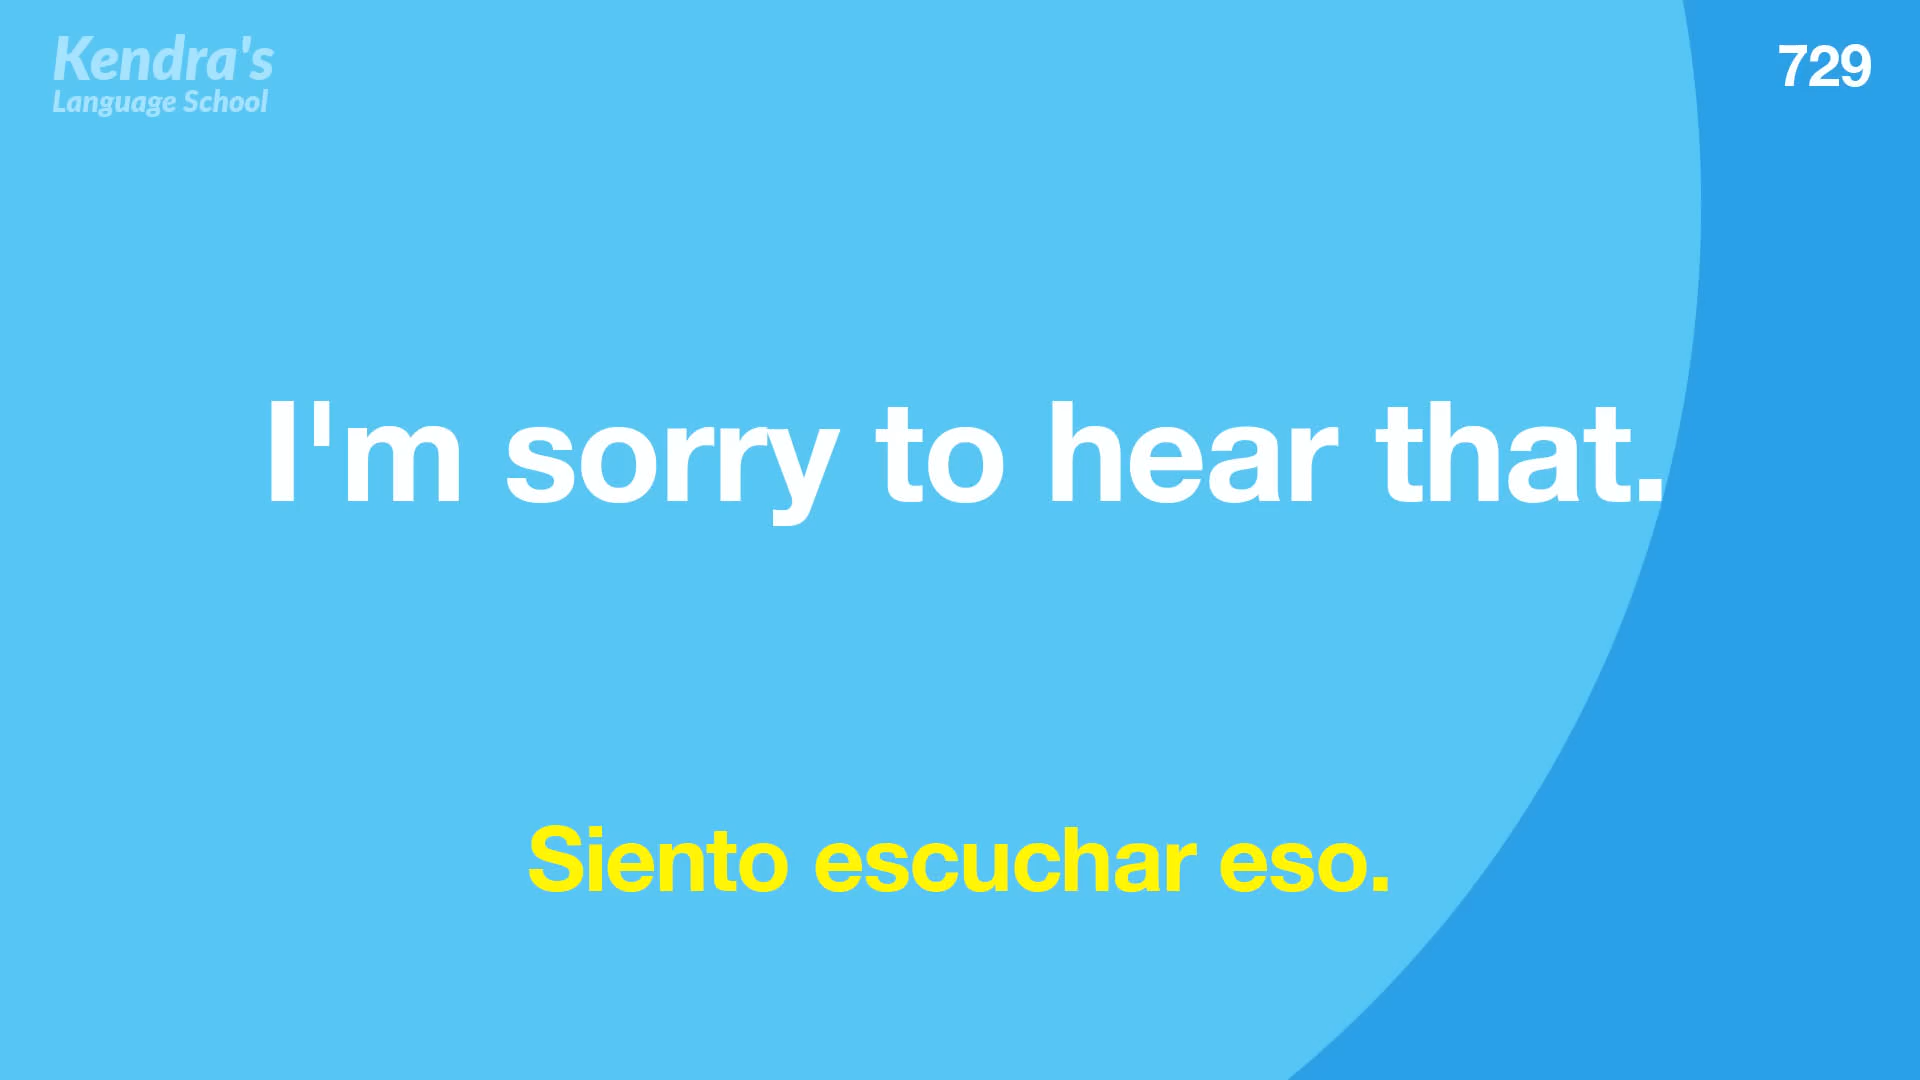 Kendra's
Language School
729
I'm sorry to hear that.
Siento escuchar eso.